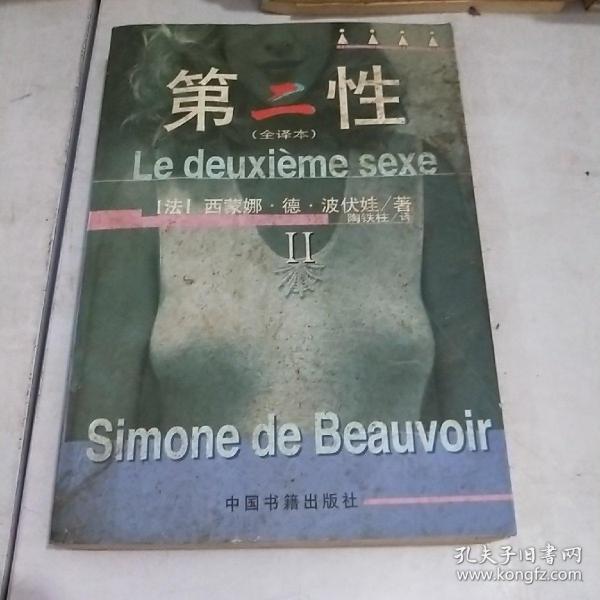 第二性
(全译本)
Le deuxième sexe
[法] 西蒙娜·德·波伏娃/著
陶铁柱/译
II
Simone de Beauvoir
中国书籍出版社
孔夫子旧书网
www.kongfz.com